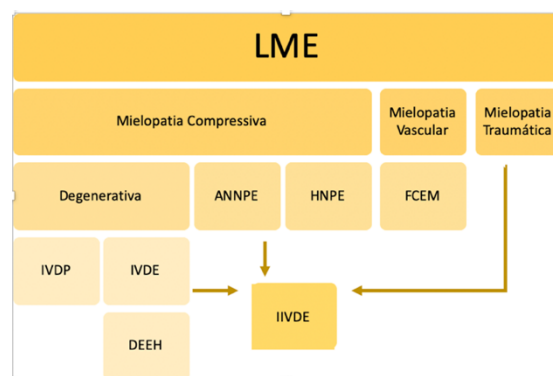 LME
Mielopatia Compressiva
Mielopatia
Vascular
Mielopatia
Traumática
Degenerativa
ANNPE
HNPE
FCEM
IVDP
IVDE
IIVDE
DEEH